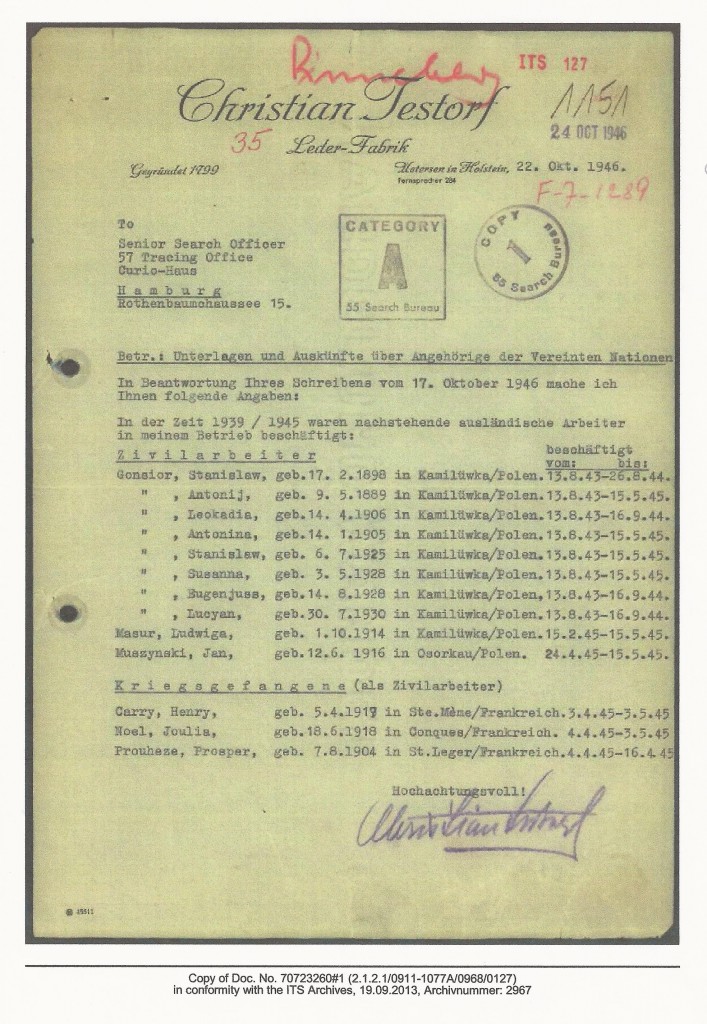 Pinneberg
ITS 127
Christian Testorf
1151
24 OCT 1946
35
Leder-Fabrik
Gegründet 1799
Uetersen in Holstein, 22. Okt. 1946.
Fernsprecher 284
F-7-1289
To
Senior Search Officer
57 Tracing Office
Curio-Haus
Hamburg
Rothenbaumchaussee 15.
CATEGORY
A
55 Search Bureau
COPY
1
55 Search Bureau
Betr.: Unterlagen und Auskünfte über Angehörige der Vereinten Nationen
In Beantwortung Ihres Schreibens vom 17. Oktober 1946 mache ich
Ihnen folgende Angaben:
In der Zeit 1939 / 1945 waren nachstehende ausländische Arbeiter
in meinem Betrieb beschäftigt:
beschäftigt
Zivilarbeiter vom: bis:
Gonsior, Stanislaw, geb.17. 2.1898 in Kamilüwka/Polen.13.8.43-26.8.44.
" , Antonij, geb. 9. 5.1889 in Kamilüwka/Polen.13.8.43-15.5.45.
" , Leokadia, geb.14. 4.1906 in Kamilüwka/Polen.13.8.43-16.9.44.
" , Antonina, geb.14. 1.1905 in Kamilüwka/Polen.13.8.43-15.5.45.
" , Stanislaw, geb. 6. 7.1925 in Kamilüwka/Polen.13.8.43-15.5.45.
" , Susanna, geb. 3. 5.1928 in Kamilüwka/Polen.13.8.43-15.5.45.
" , Eugenjuss, geb.14. 8.1928 in Kamilüwka/Polen,13.8.43-16.9.44.
" , Lucyan, geb.30. 7.1930 in Kamilüwka/Polen.13.8.43-16.9.44.
Masur, Ludwiga, geb. 1.10.1914 in Kamilüwka/Polen.15.2.45-15.5.45.
Muszynski, Jan, geb.12.6. 1916 in Osorkau/Polen. 24.4.45-15.5.45.
Kriegsgefangene (als Zivilarbeiter)
Carry, Henry, geb. 5.4.1917 in Ste.Mème/Frankreich.3.4.45-3.5.45
Noel, Joulia, geb.18.6.1918 in Conques/Frankreich. 4.4.45-3.5.45
Prouheze, Prosper, geb. 7.8.1904 in St.Leger/Frankreich.4.4.45-16.4.45
Hochachtungsvoll!
Christian Testorf
Copy of Doc. No. 70723260#1 (2.1.2.1/0911-1077A/0968/0127)
in conformity with the ITS Archives, 19.09.2013, Archivnummer: 2967